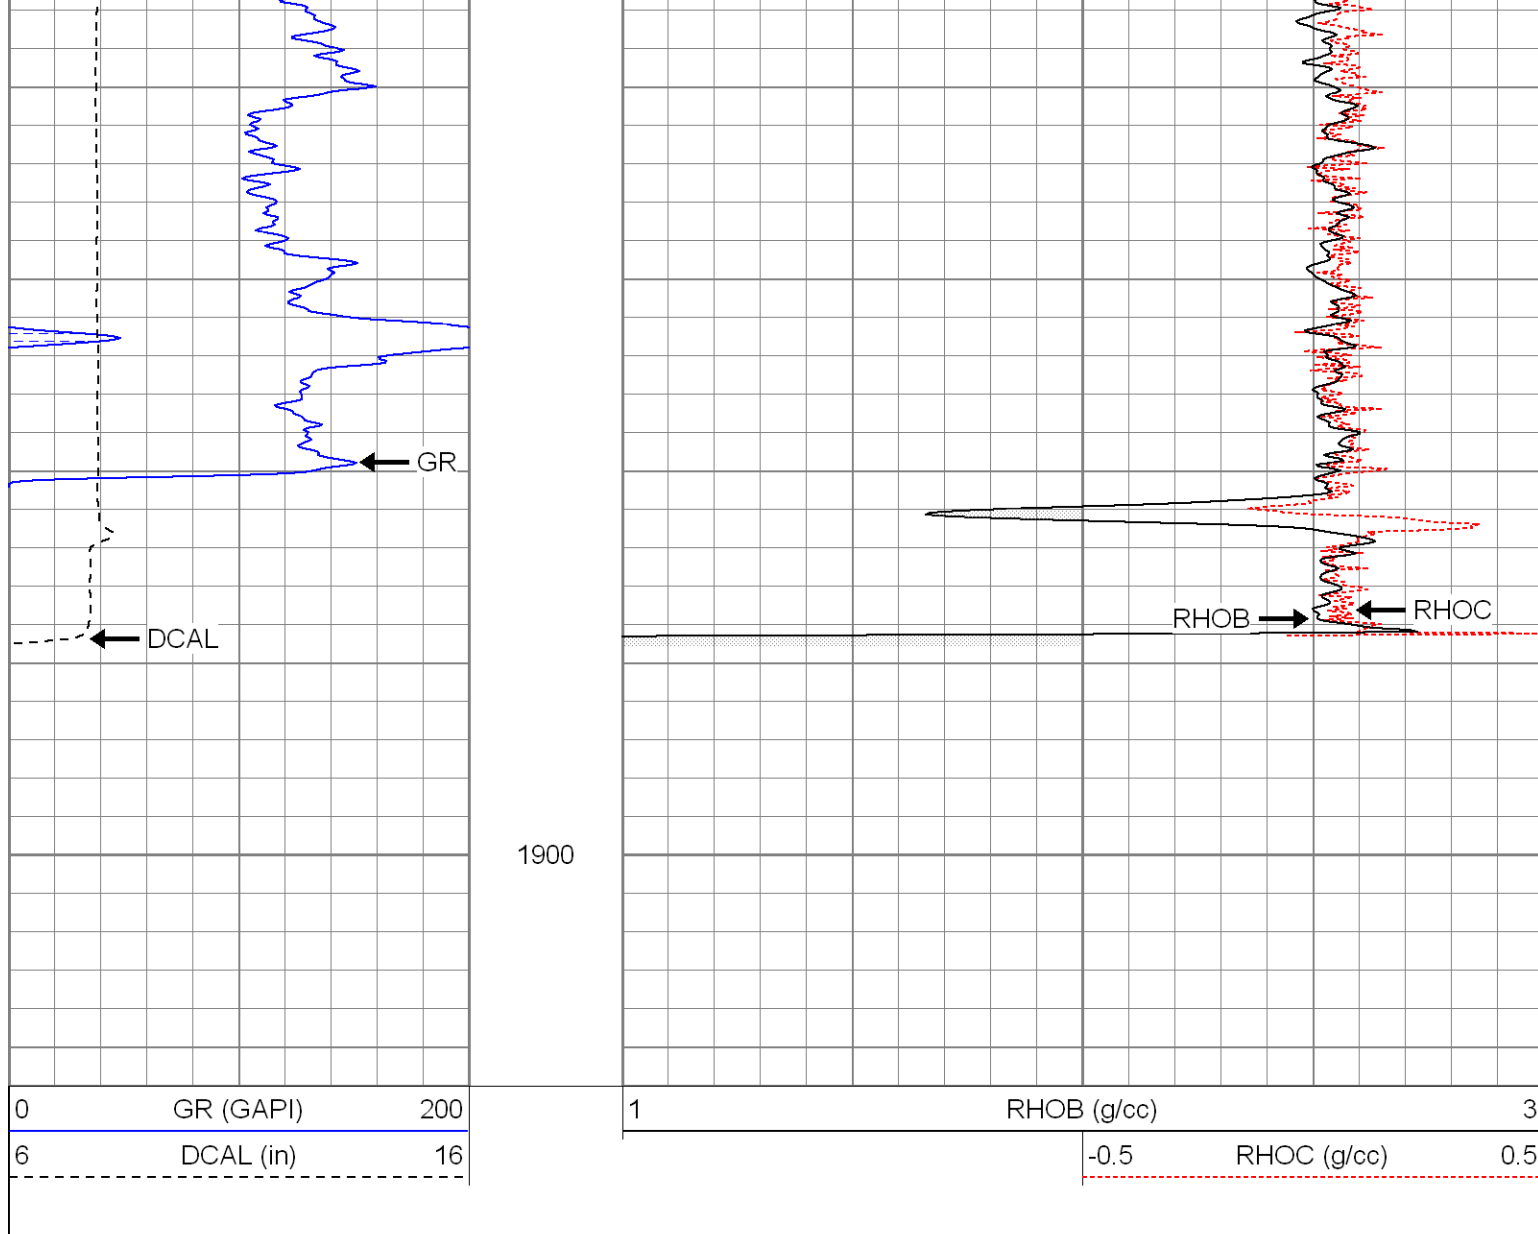 GR
RHOB
RHOC
DCAL
1900
0 GR (GAPI) 200
1 RHOB (g/cc) 3
6 DCAL (in) 16
-0.5 RHOC (g/cc) 0.5